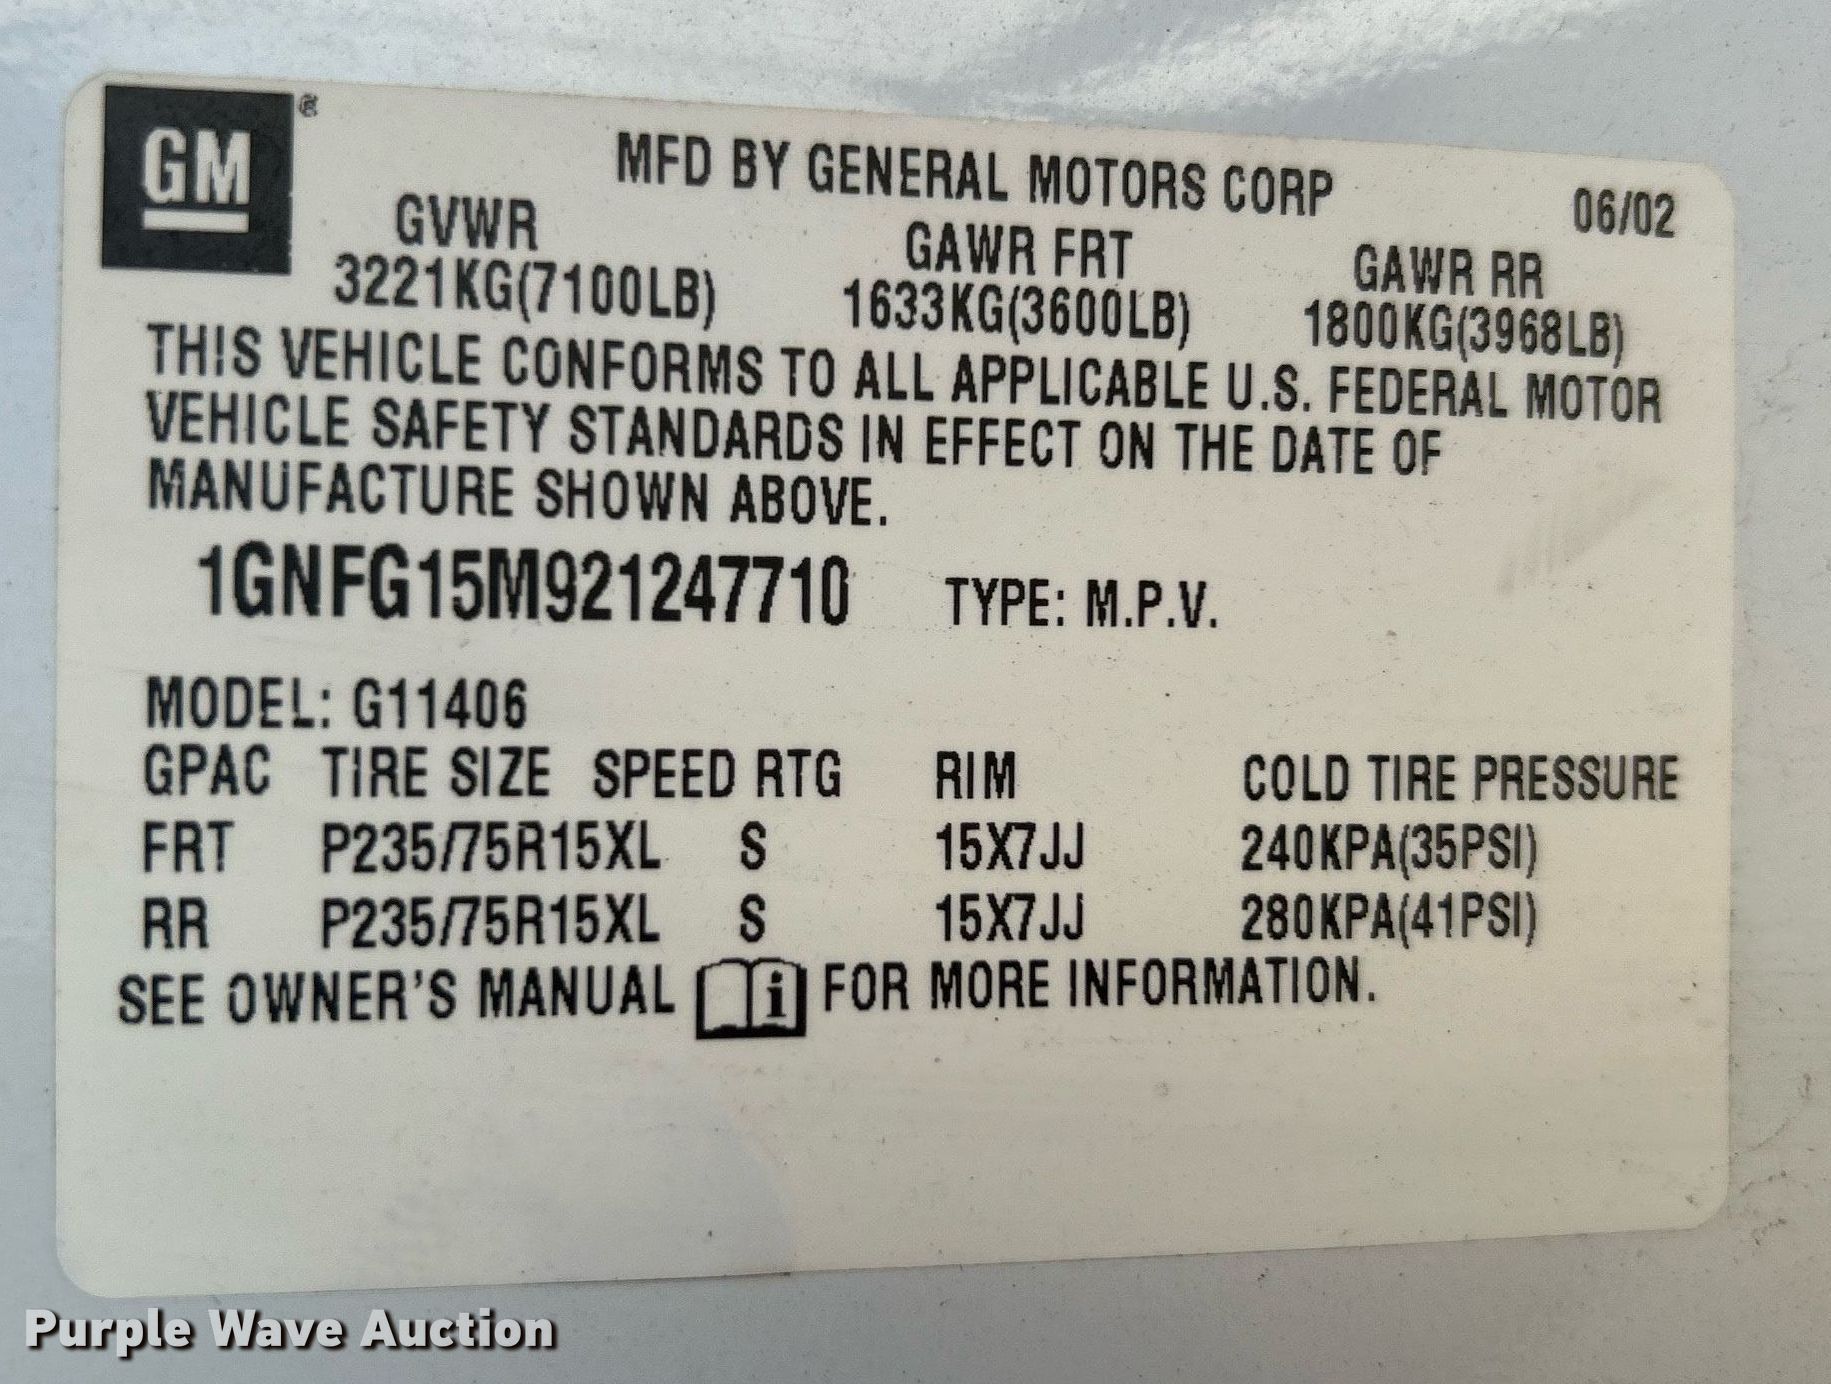 GM®
MFD BY GENERAL MOTORS CORP 06/02
GVWR GAWR FRT GAWR RR
3221KG(7100LB) 1633KG(3600LB) 1800KG(3968LB)
THIS VEHICLE CONFORMS TO ALL APPLICABLE U.S. FEDERAL MOTOR
VEHICLE SAFETY STANDARDS IN EFFECT ON THE DATE OF
MANUFACTURE SHOWN ABOVE.
1GNFG15M921247710 TYPE: M.P.V.
MODEL: G11406
GPAC TIRE SIZE SPEED RTG RIM COLD TIRE PRESSURE
FRT P235/75R15XL S 15X7JJ 240KPA(35PSI)
RR P235/75R15XL S 15X7JJ 280KPA(41PSI)
SEE OWNER'S MANUAL i FOR MORE INFORMATION.
Purple Wave Auction